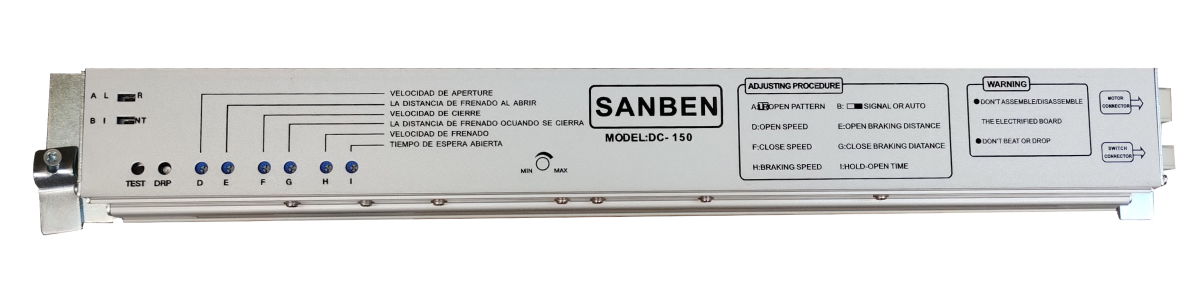 A L R
B I NT
TEST DRP D E F G H I
VELOCIDAD DE APERTURE
LA DISTANCIA DE FRENADO AL ABRIR
VELOCIDAD DE CIERRE
LA DISTANCIA DE FRENADO OCUANDO SE CIERRA
VELOCIDAD DE FRENADO
TIEMPO DE ESPERA ABIERTA
MIN MAX
SANBEN
MODEL:DC-150
ADJUSTING PROCEDURE
A: OPEN PATTERN B: SIGNAL OR AUTO
D:OPEN SPEED E:OPEN BRAKING DISTANCE
F:CLOSE SPEED G:CLOSE BRAKING DIATANCE
H:BRAKING SPEED I:HOLD-OPEN TIME
WARNING
●DON'T ASSEMBLE/DISASSEMBLE
THE ELECTRIFIED BOARD
●DON'T BEAT OR DROP
MOTOR
CONNECTOR
SWITCH
CONNECTOR